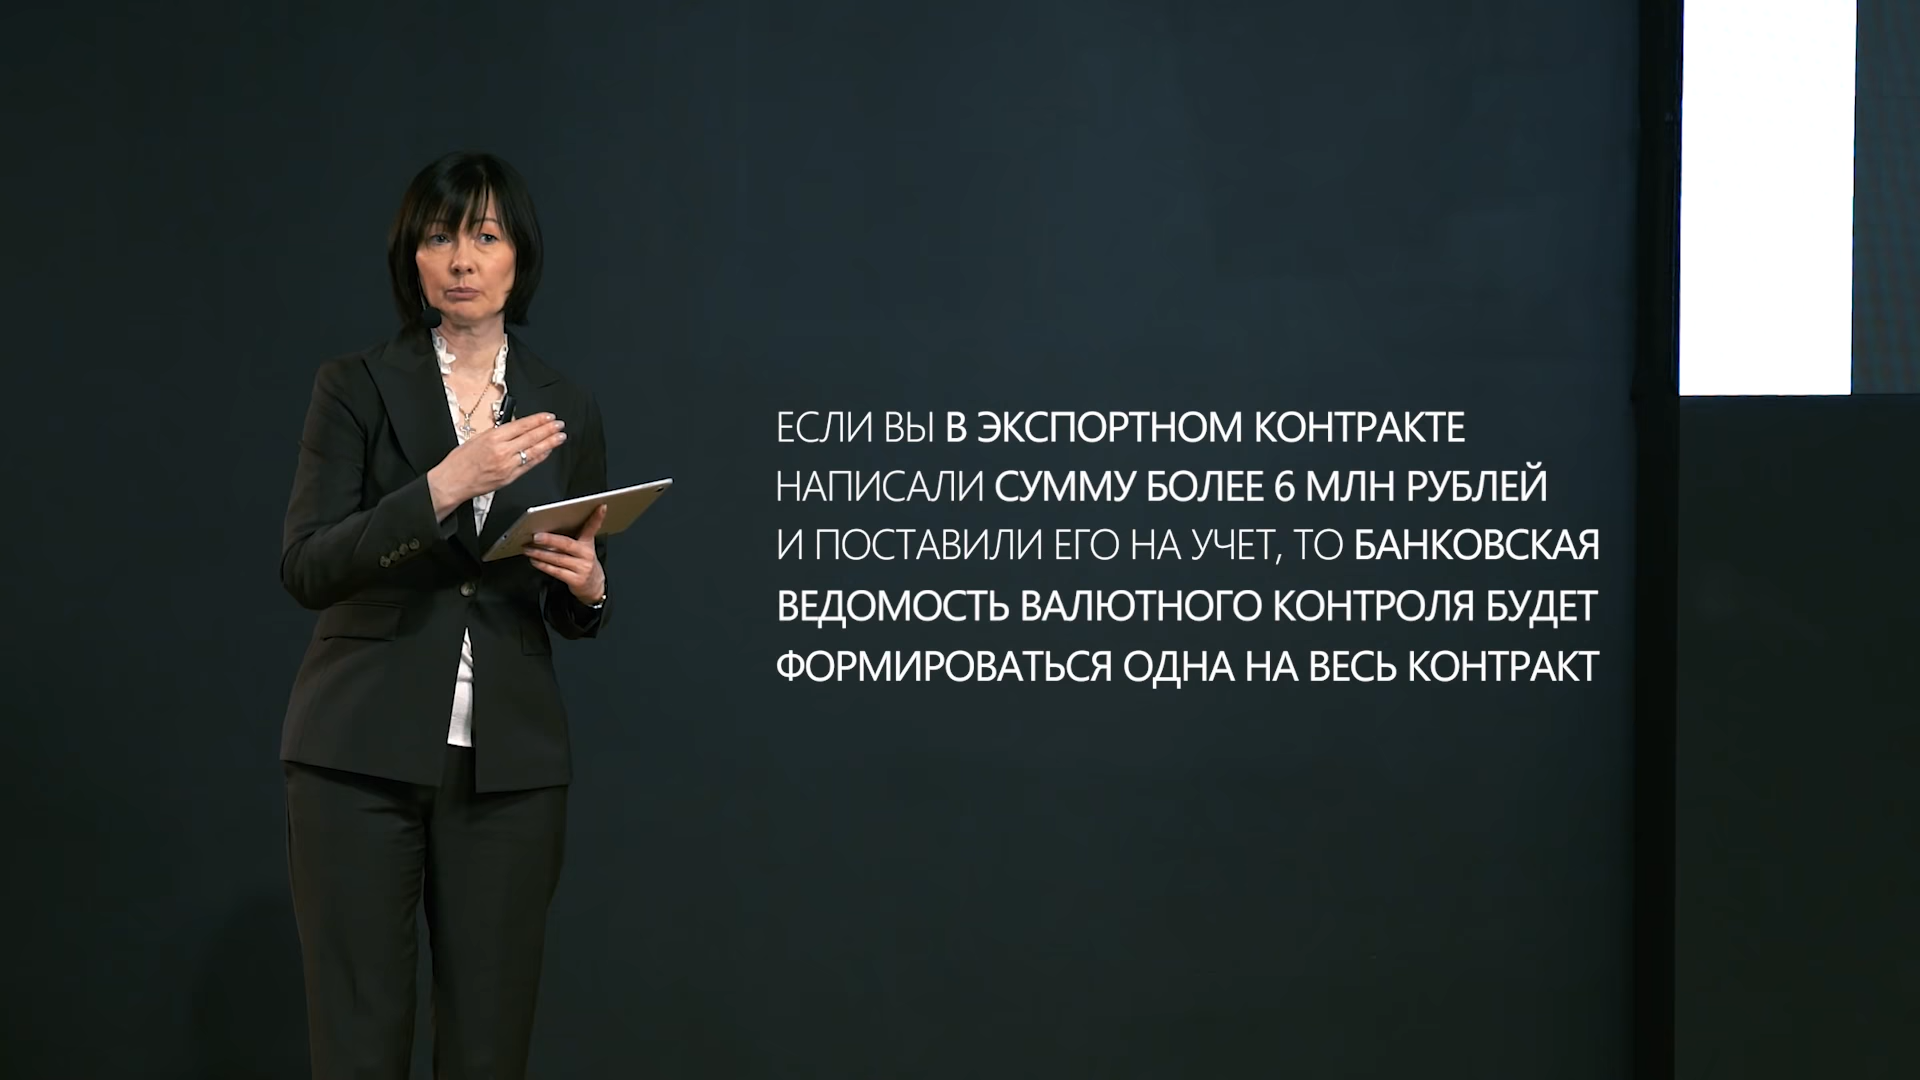 ЕСЛИ ВЫ В ЭКСПОРТНОМ КОНТРАКТЕ
НАПИСАЛИ СУММУ БОЛЕЕ 6 МЛН РУБЛЕЙ
И ПОСТАВИЛИ ЕГО НА УЧЕТ, ТО БАНКОВСКАЯ
ВЕДОМОСТЬ ВАЛЮТНОГО КОНТРОЛЯ БУДЕТ
ФОРМИРОВАТЬСЯ ОДНА НА ВЕСЬ КОНТРАКТ